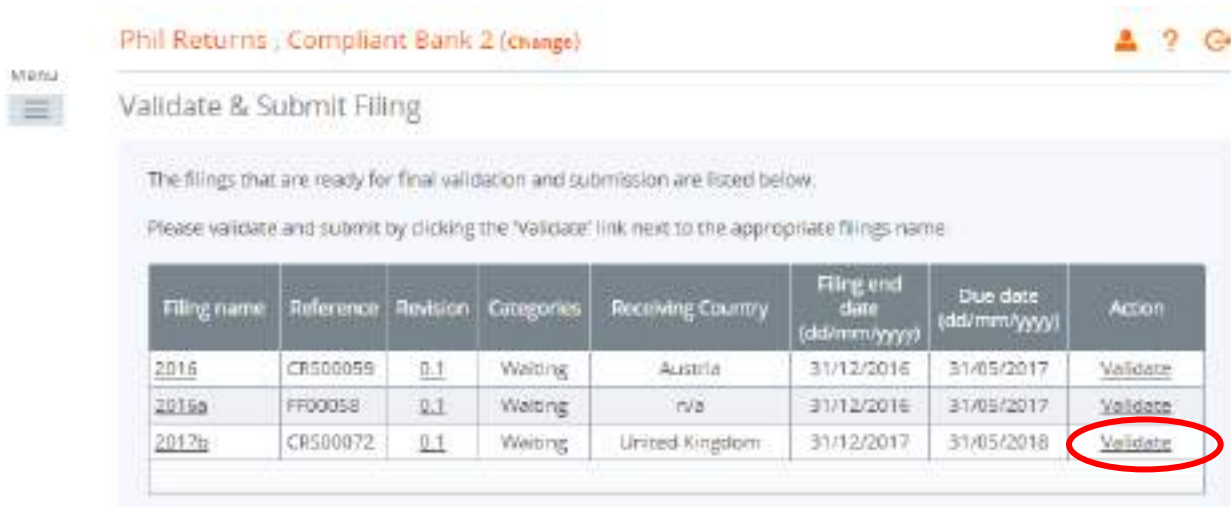 Phil Returns , Compliant Bank 2 (Change)
?
Menu
Validate & Submit Filing
The filings that are ready for final validation and submission are listed below.
Please validate and submit by clicking the 'Validate' link next to the appropriate filings name
Filing name Reference Revision Categories Receiving Country Filing end date (dd/mm/yyyy) Due date (dd/mm/yyyy) Action
2016 CRS00059 0.1 Waiting Austria 31/12/2016 31/05/2017 Validate
2016a FF00058 0.1 Waiting n/a 31/12/2016 31/05/2017 Validate
2017b CRS00072 0.1 Waiting United Kingdom 31/12/2017 31/05/2018 Validate